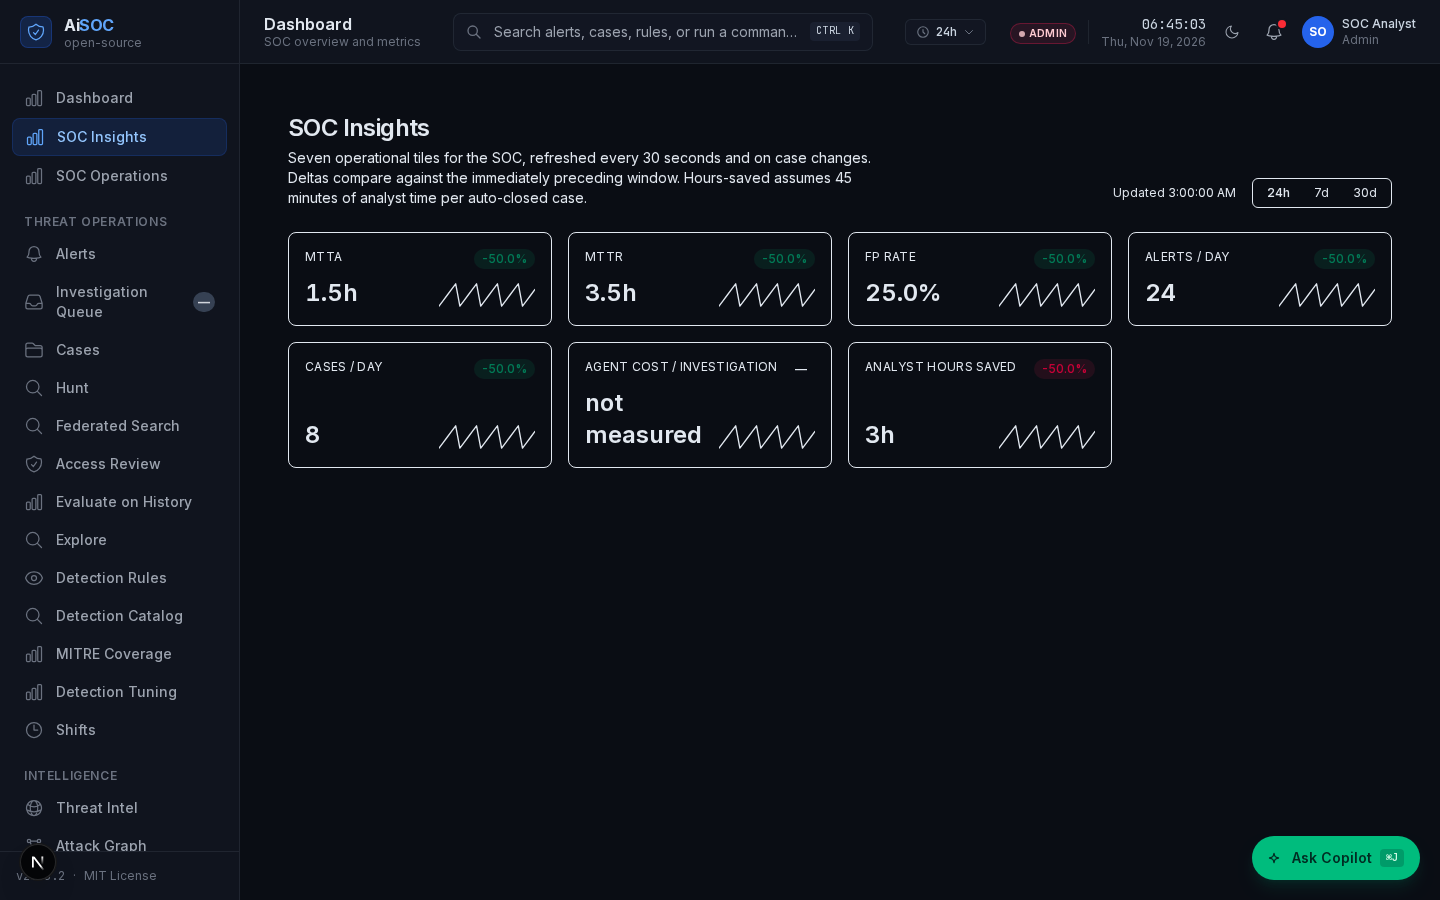 AiSOC
open-source
Dashboard
SOC overview and metrics
Search alerts, cases, rules, or run a comman…
CTRL K
24h
ADMIN
06:45:03
Thu, Nov 19, 2026
SO
SOC Analyst
Admin
Dashboard
SOC Insights
SOC Operations
THREAT OPERATIONS
Alerts
Investigation
Queue
—
Cases
Hunt
Federated Search
Access Review
Evaluate on History
Explore
Detection Rules
Detection Catalog
MITRE Coverage
Detection Tuning
Shifts
INTELLIGENCE
Threat Intel
Attack Graph
N
· MIT License
SOC Insights
Seven operational tiles for the SOC, refreshed every 30 seconds and on case changes.
Deltas compare against the immediately preceding window. Hours-saved assumes 45
minutes of analyst time per auto-closed case.
Updated 3:00:00 AM
24h 7d 30d
MTTA
-50.0%
1.5h
MTTR
-50.0%
3.5h
FP RATE
-50.0%
25.0%
ALERTS / DAY
-50.0%
24
CASES / DAY
-50.0%
8
AGENT COST / INVESTIGATION
—
not
measured
ANALYST HOURS SAVED
-50.0%
3h
Ask Copilot
⌘J